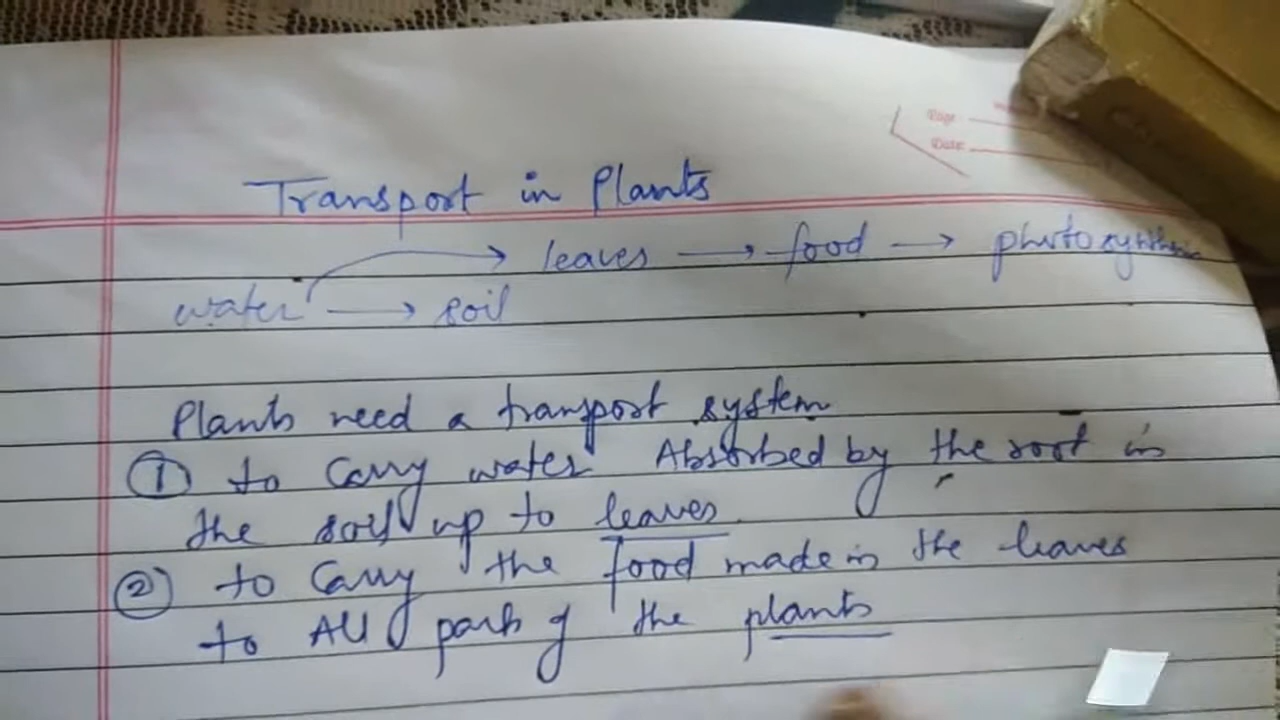 Page
Date
Transport in Plants
→ leaves → food → photosynthesis
water → soil
Plants need a transport system
① to Carry water Absorbed by the root in
the soil up to leaves.
② to Carry the food made in the leaves
to All parts of the plants